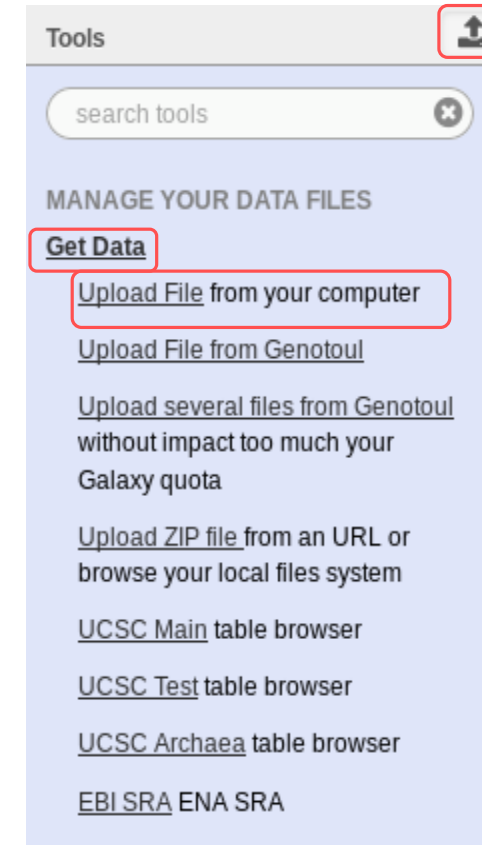 Tools
search tools
MANAGE YOUR DATA FILES
Get Data
Upload File from your computer
Upload File from Genotoul
Upload several files from Genotoul
without impact too much your
Galaxy quota
Upload ZIP file from an URL or
browse your local files system
UCSC Main table browser
UCSC Test table browser
UCSC Archaea table browser
EBI SRA ENA SRA